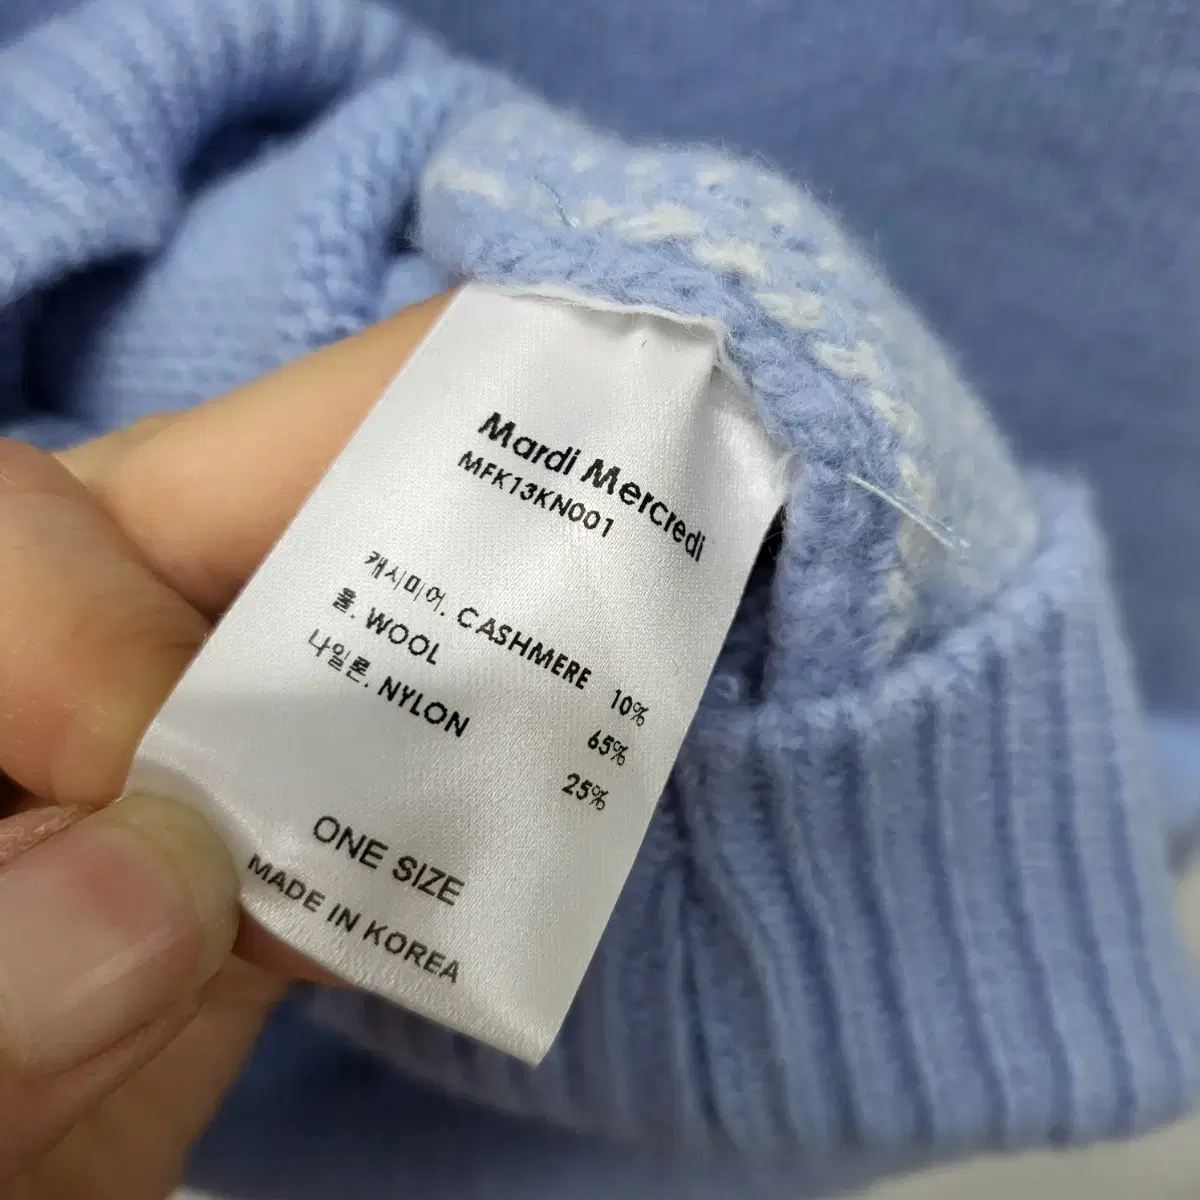 Mardi Mercredi
MFK13KN001
캐시미어. CASHMERE 10%
울. WOOL 65%
나일론. NYLON 25%
ONE SIZE
MADE IN KOREA